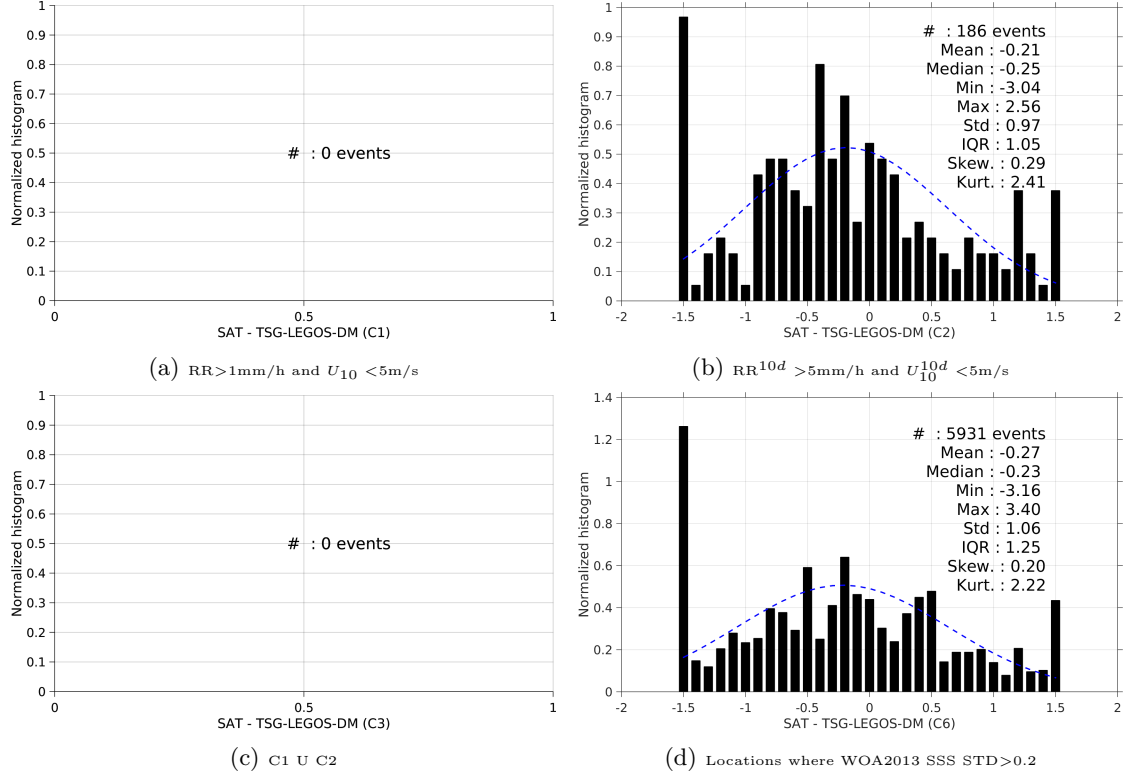 1
0.9
0.8
0.7
0.6
0.5
0.4
0.3
0.2
0.1
0
Normalized histogram
# : 0 events
0 0.5 1
SAT - TSG-LEGOS-DM (C1)
(a) RR>1mm/h and U10 <5m/s
1
0.9
0.8
0.7
0.6
0.5
0.4
0.3
0.2
0.1
0
Normalized histogram
# : 186 events
Mean : -0.21
Median : -0.25
Min : -3.04
Max : 2.56
Std : 0.97
IQR : 1.05
Skew. : 0.29
Kurt. : 2.41
-2 -1.5 -1 -0.5 0 0.5 1 1.5 2
SAT - TSG-LEGOS-DM (C2)
(b) RR^10d >5mm/h and U_10^10d <5m/s
1
0.9
0.8
0.7
0.6
0.5
0.4
0.3
0.2
0.1
0
Normalized histogram
# : 0 events
0 0.5 1
SAT - TSG-LEGOS-DM (C3)
(c) C1 U C2
1.4
1.2
1
0.8
0.6
0.4
0.2
0
Normalized histogram
# : 5931 events
Mean : -0.27
Median : -0.23
Min : -3.16
Max : 3.40
Std : 1.06
IQR : 1.25
Skew. : 0.20
Kurt. : 2.22
-2 -1.5 -1 -0.5 0 0.5 1 1.5 2
SAT - TSG-LEGOS-DM (C6)
(d) Locations where WOA2013 SSS STD>0.2